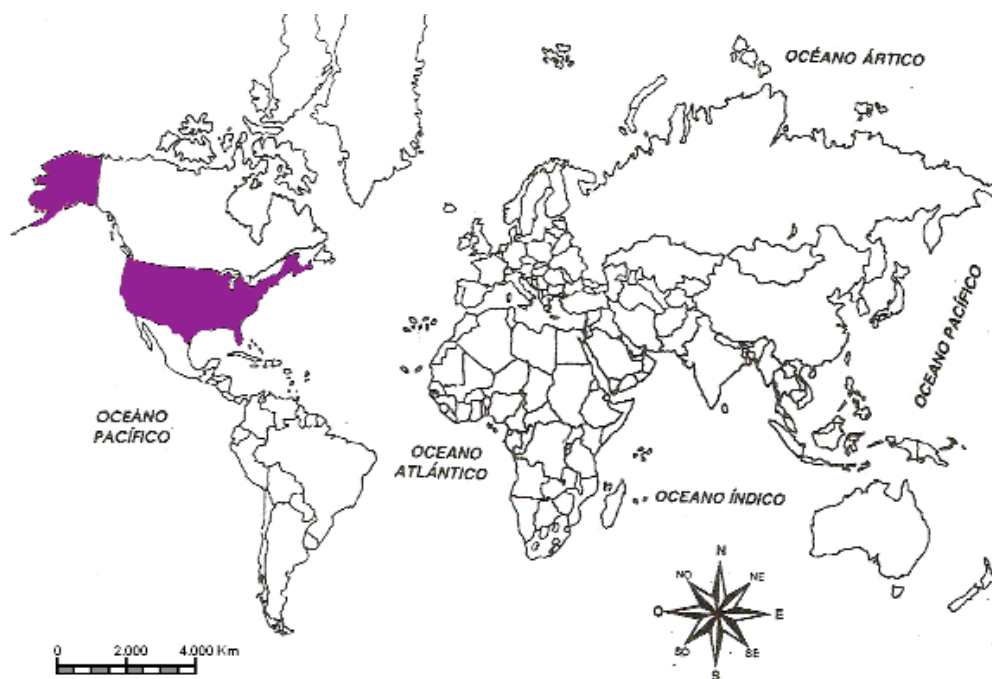 OCÉANO ÁRTICO
OCEANO PACÍFICO
OCEANO
PACÍFICO
OCEANO
ATLÁNTICO
OCEANO ÍNDICO
N
NO
NE
O
E
SO
SE
S
0
2.000
4.000 Km